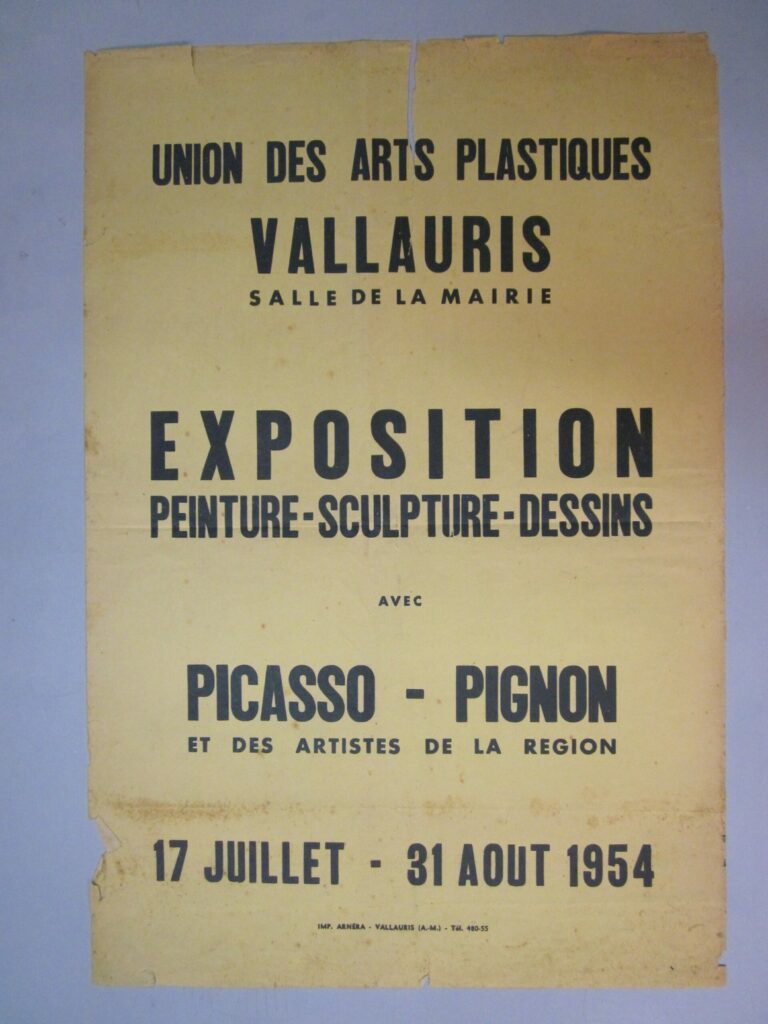 UNION DES ARTS PLASTIQUES
VALLAURIS
SALLE DE LA MAIRIE
EXPOSITION
PEINTURE-SCULPTURE-DESSINS
AVEC
PICASSO - PIGNON
ET DES ARTISTES DE LA REGION
17 JUILLET - 31 AOUT 1954
IMP. ARNÉRA - VALLAURIS (A.-M.) - Tél. 480-55